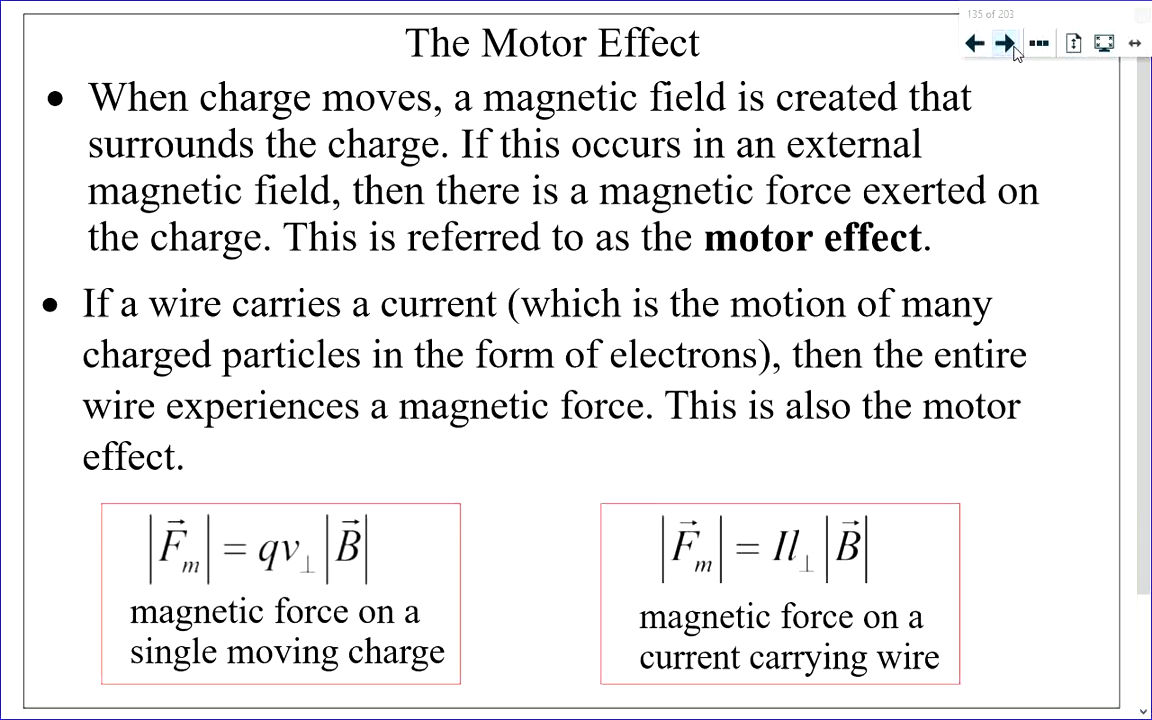 135 of 203
The Motor Effect
• When charge moves, a magnetic field is created that
surrounds the charge. If this occurs in an external
magnetic field, then there is a magnetic force exerted on
the charge. This is referred to as the motor effect.
• If a wire carries a current (which is the motion of many
charged particles in the form of electrons), then the entire
wire experiences a magnetic force. This is also the motor
effect.
|F⃗ₘ| = qv⊥|B⃗|
magnetic force on a
single moving charge
|F⃗ₘ| = Il⊥|B⃗|
magnetic force on a
current carrying wire